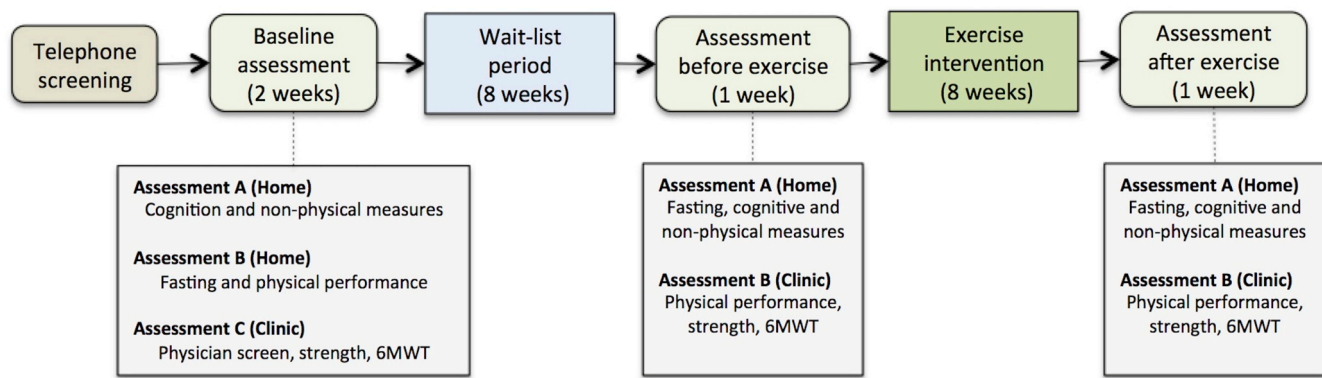 Telephone
screening
Baseline
assessment
(2 weeks)
Wait-list
period
(8 weeks)
Assessment
before exercise
(1 week)
Exercise
intervention
(8 weeks)
Assessment
after exercise
(1 week)
Assessment A (Home)
Cognition and non-physical measures
Assessment B (Home)
Fasting and physical performance
Assessment C (Clinic)
Physician screen, strength, 6MWT
Assessment A (Home)
Fasting, cognitive and
non-physical measures
Assessment B (Clinic)
Physical performance,
strength, 6MWT
Assessment A (Home)
Fasting, cognitive and
non-physical measures
Assessment B (Clinic)
Physical performance,
strength, 6MWT